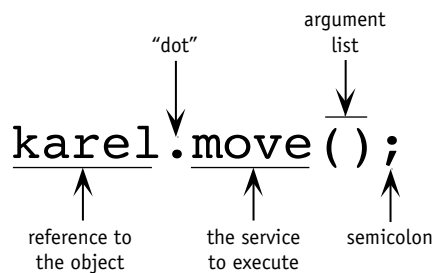 “dot”
argument
list
karel.move();
reference to
the object
the service
to execute
semicolon